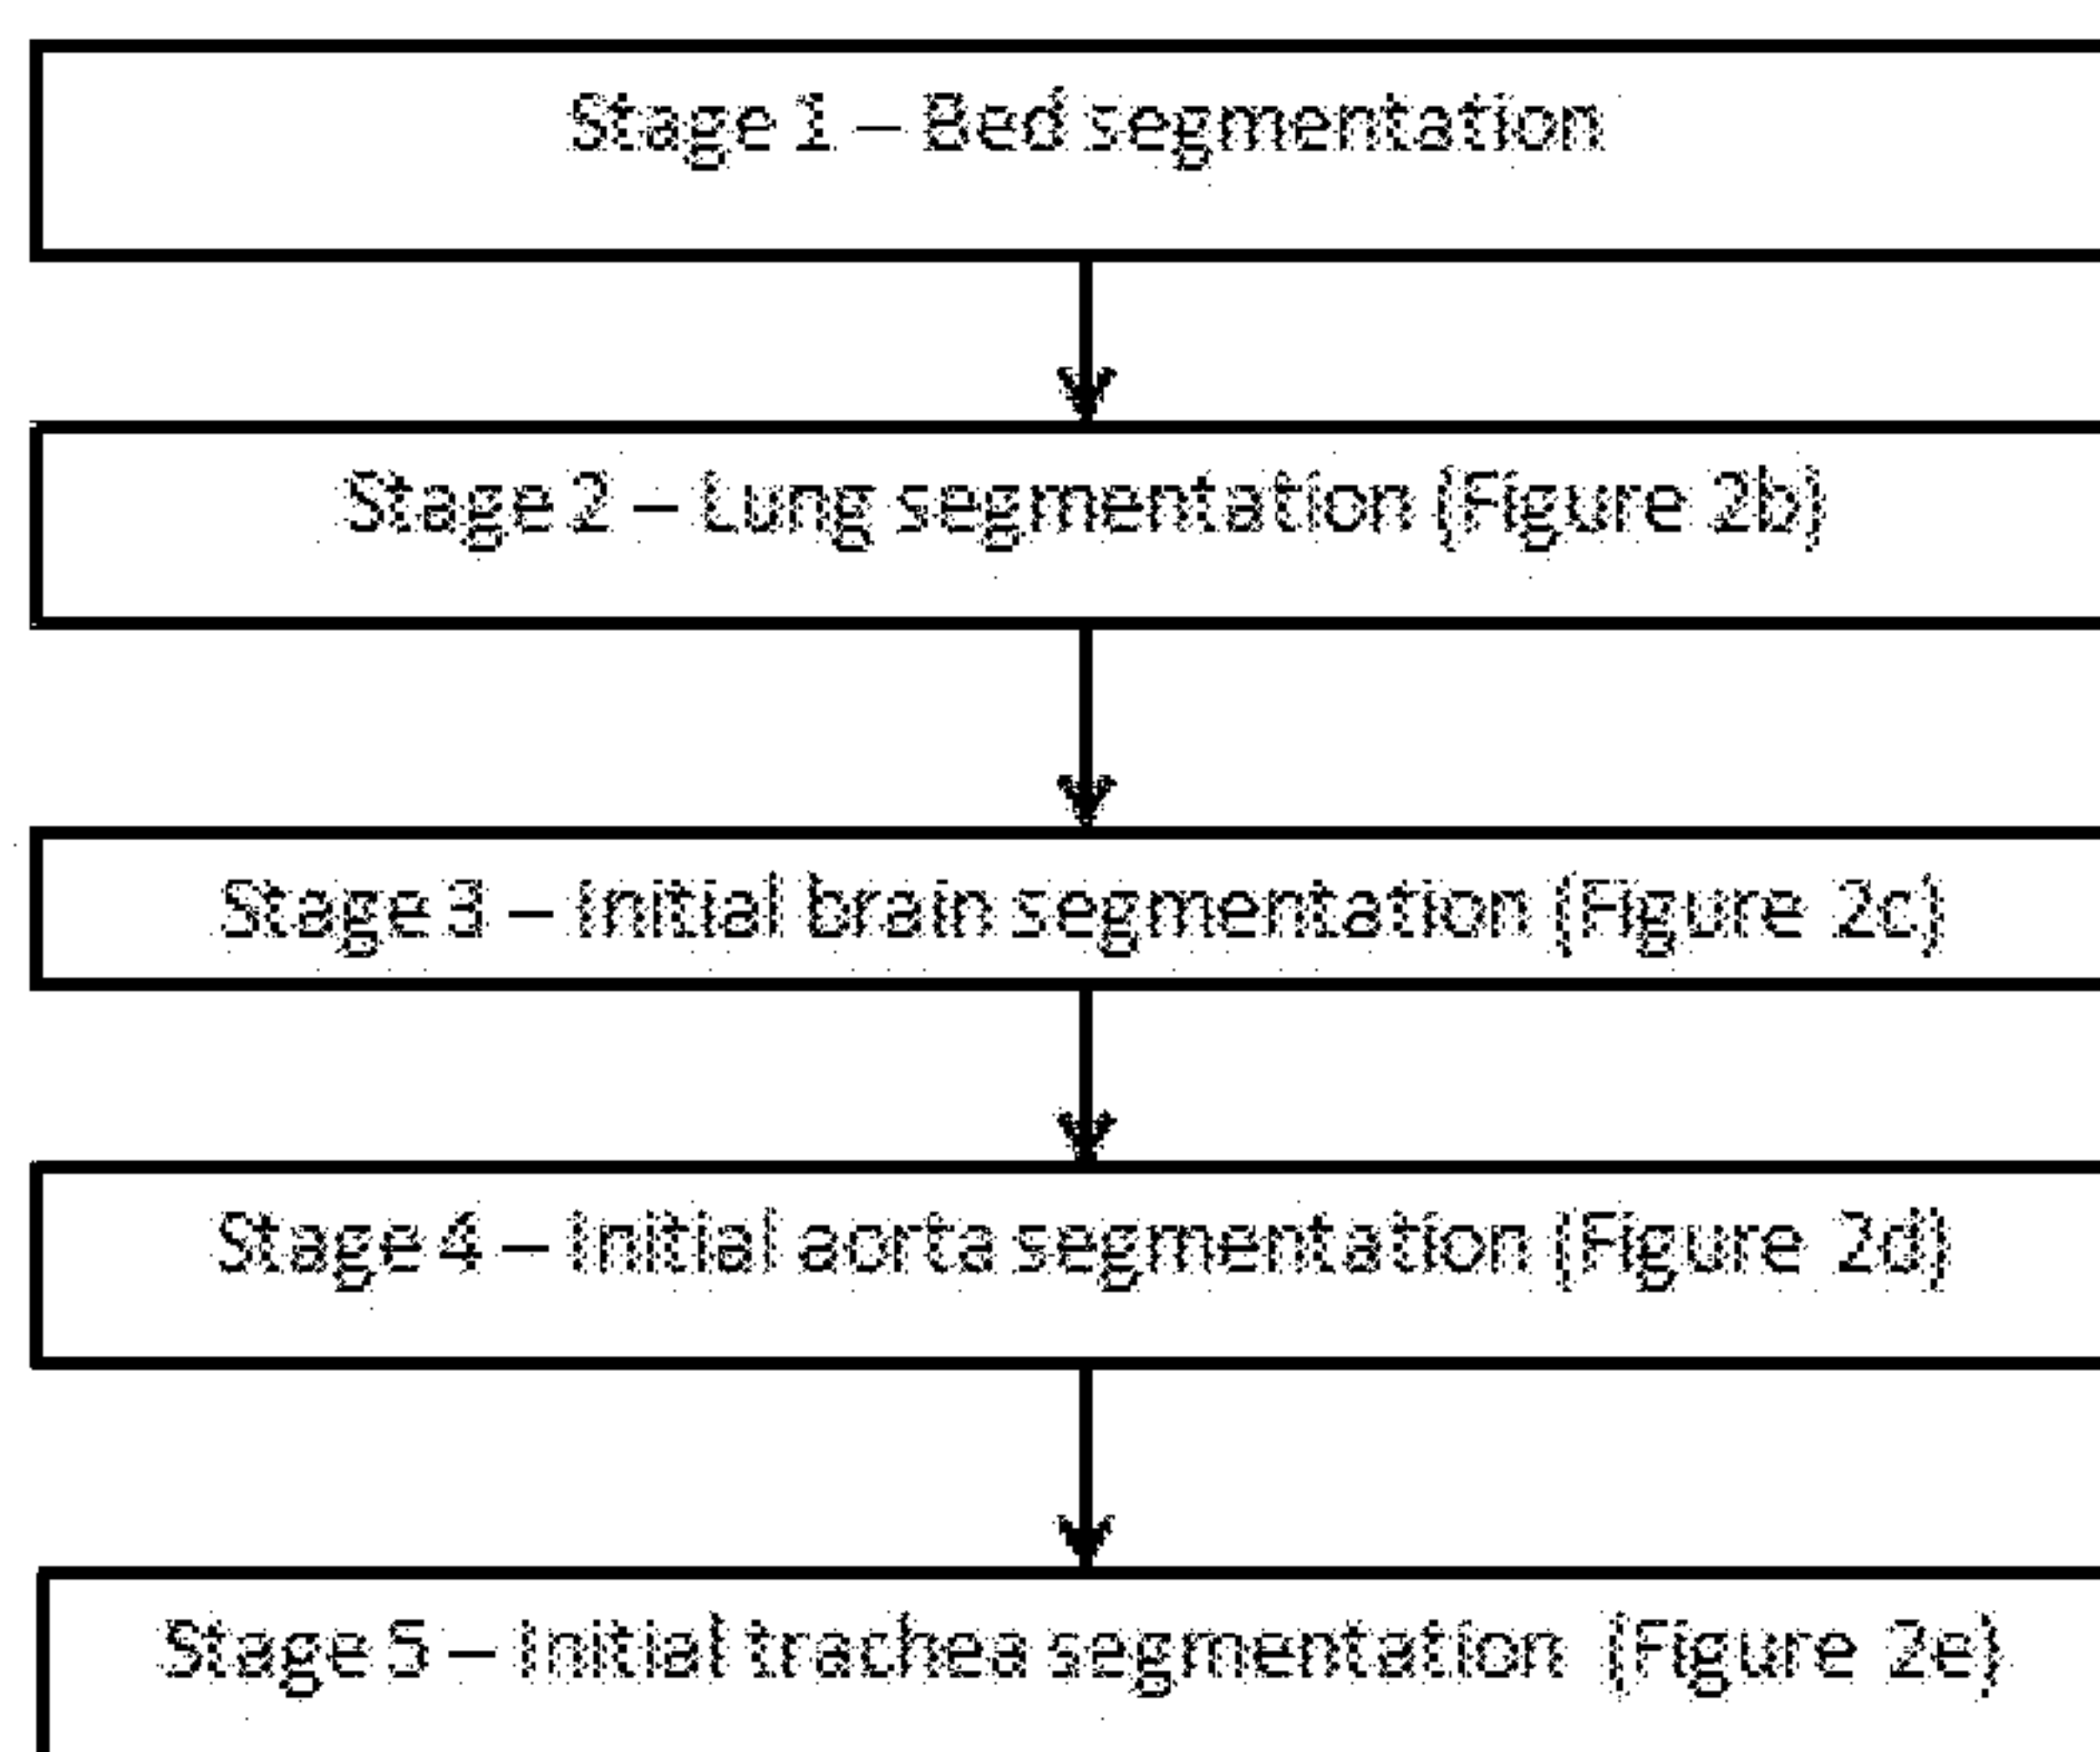 Stage 1 – Bed segmentation
Stage 2 – Lung segmentation (Figure 2b)
Stage 3 – Initial brain segmentation (Figure 2c)
Stage 4 – Initial aorta segmentation (Figure 2d)
Stage 5 – Initial trachea segmentation (Figure 2e)